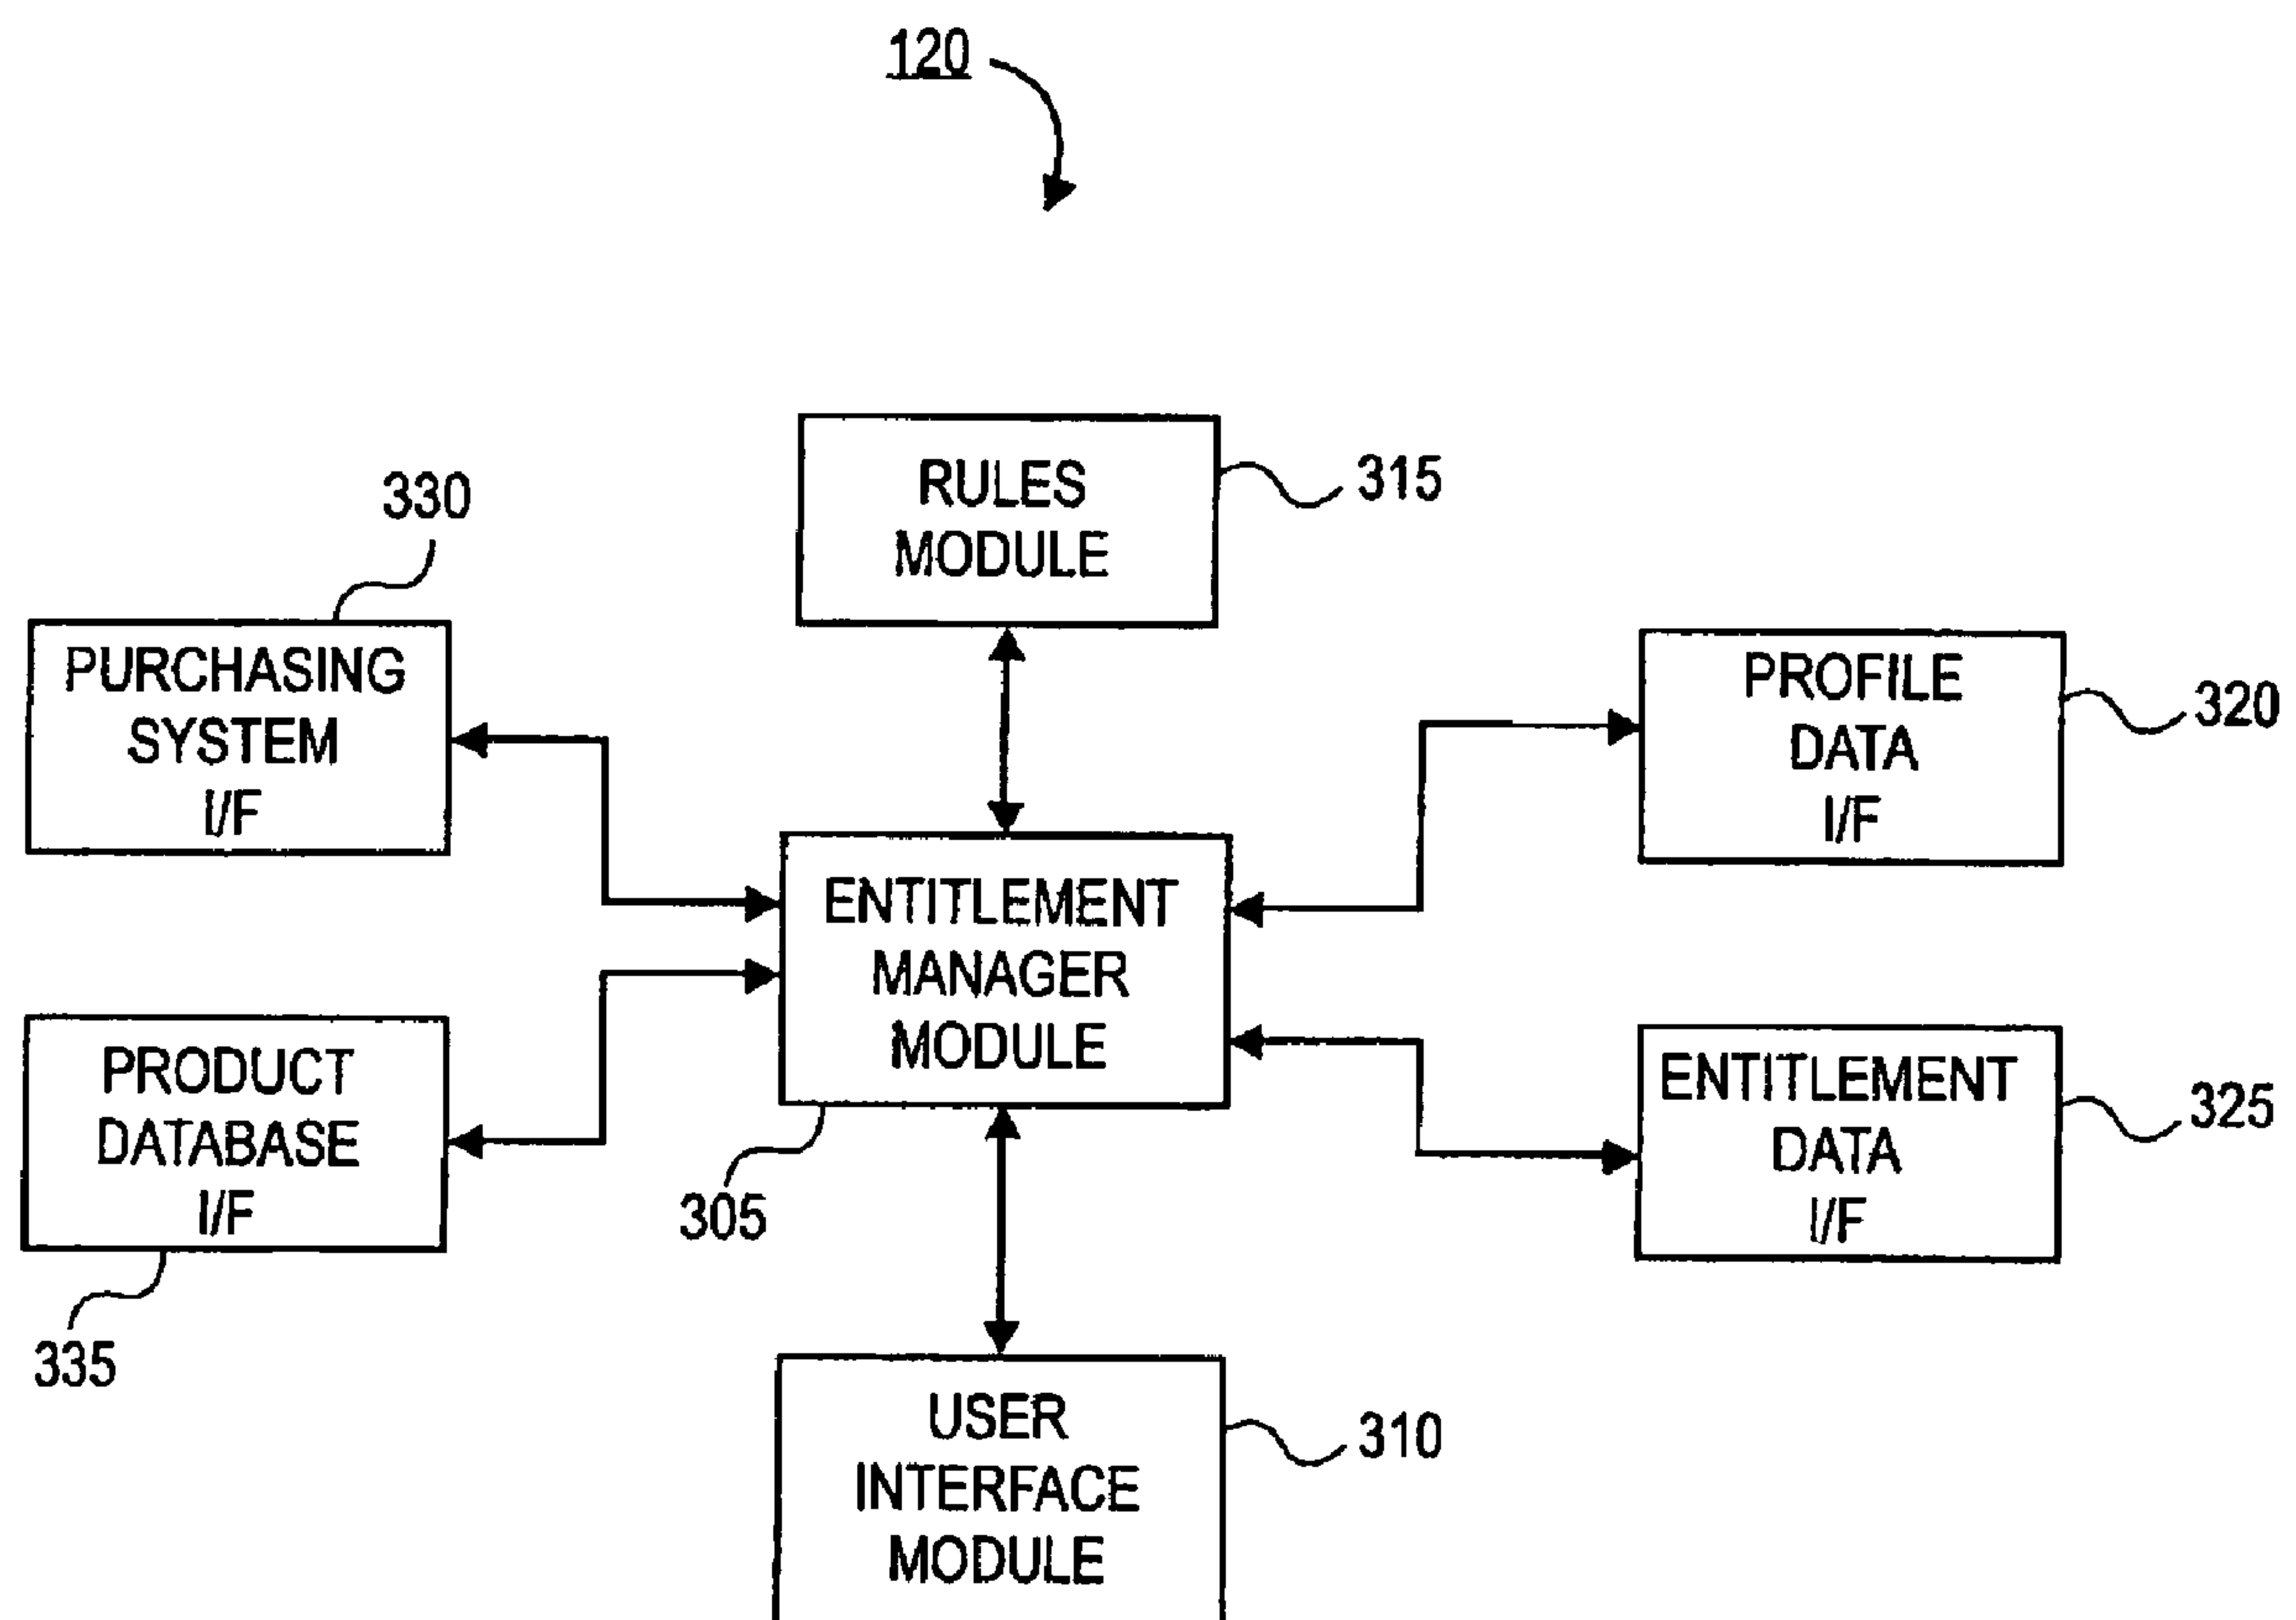 120
RULES
MODULE
315
330
PURCHASING
SYSTEM
I/F
PROFILE
DATA
I/F
320
ENTITLEMENT
MANAGER
MODULE
305
PRODUCT
DATABASE
I/F
335
ENTITLEMENT
DATA
I/F
325
USER
INTERFACE
MODULE
310